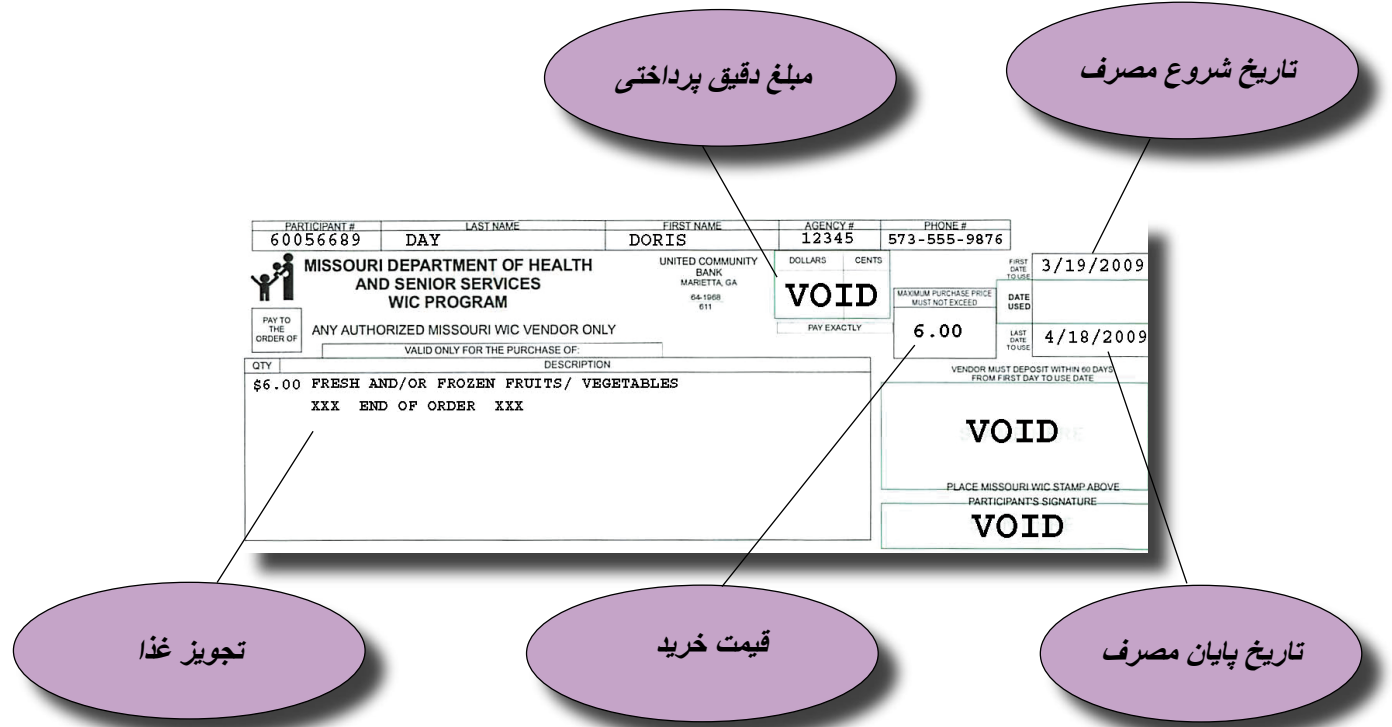 مبلغ دقیق پرداختی
تاریخ شروع مصرف
PARTICIPANT # LAST NAME FIRST NAME AGENCY # PHONE #
60056689 DAY DORIS 12345 573-555-9876
MISSOURI DEPARTMENT OF HEALTH
AND SENIOR SERVICES
WIC PROGRAM
UNITED COMMUNITY
BANK
MARIETTA, GA
64-1968
611
DOLLARS CENTS
VOID
PAY EXACTLY
MAXIMUM PURCHASE PRICE
MUST NOT EXCEED
6.00
FIRST
DATE
TO USE
3/19/2009
DATE
USED
LAST
DATE
TO USE
4/18/2009
PAY TO
THE
ORDER OF
ANY AUTHORIZED MISSOURI WIC VENDOR ONLY
VALID ONLY FOR THE PURCHASE OF:
QTY DESCRIPTION
$6.00 FRESH AND/OR FROZEN FRUITS/ VEGETABLES
XXX END OF ORDER XXX
VENDOR MUST DEPOSIT WITHIN 60 DAYS
FROM FIRST DAY TO USE DATE
VOID
PLACE MISSOURI WIC STAMP ABOVE
PARTICIPANT'S SIGNATURE
VOID
تجویز غذا
قیمت خرید
تاریخ پایان مصرف